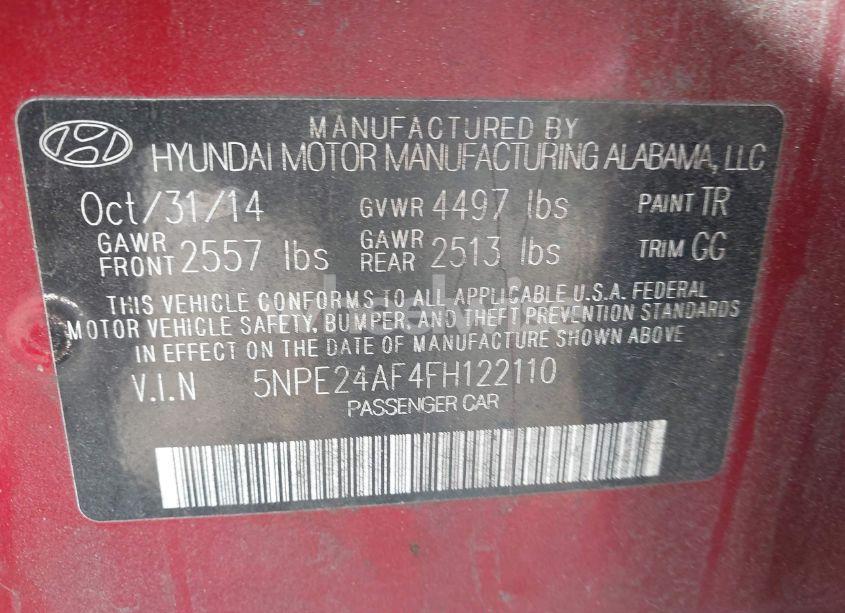 MANUFACTURED BY
HYUNDAI MOTOR MANUFACTURING ALABAMA, LLC
Oct/31/14 GVWR 4497 lbs PAINT TR
GAWR FRONT 2557 lbs GAWR REAR 2513 lbs TRIM GG
THIS VEHICLE CONFORMS TO ALL APPLICABLE U.S.A. FEDERAL
MOTOR VEHICLE SAFETY, BUMPER, AND THEFT PREVENTION STANDARDS
IN EFFECT ON THE DATE OF MANUFACTURE SHOWN ABOVE
V.I.N 5NPE24AF4FH122110
PASSENGER CAR